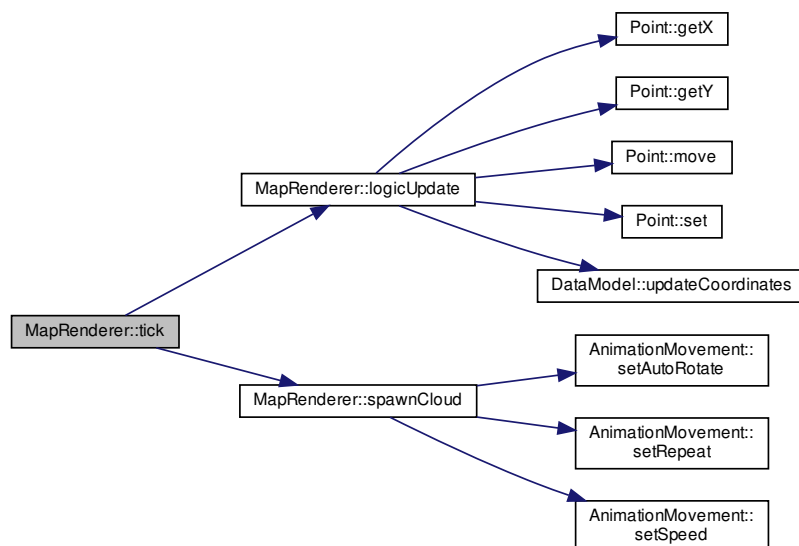 Point::getX
Point::getY
Point::move
MapRenderer::logicUpdate
Point::set
DataModel::updateCoordinates
MapRenderer::tick
AnimationMovement::
setAutoRotate
MapRenderer::spawnCloud
AnimationMovement::
setRepeat
AnimationMovement::
setSpeed